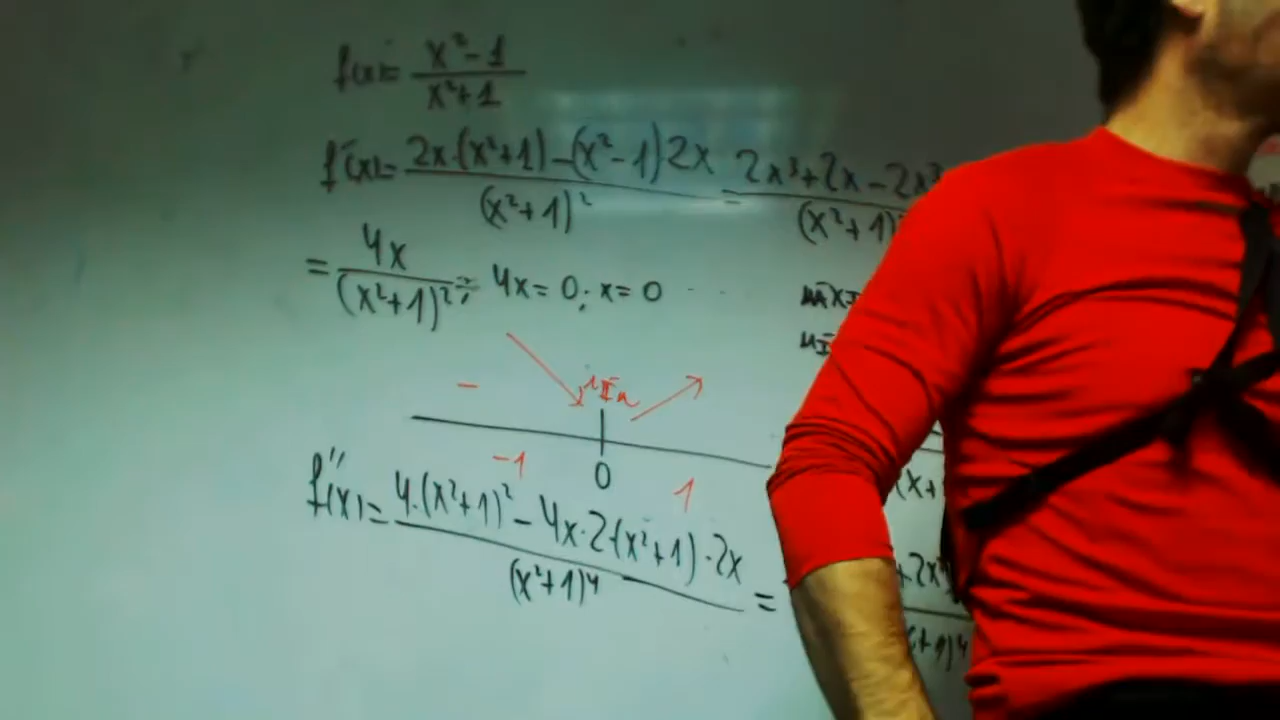 f(x)= x²-1 / x²+1
f'(x)= 2x·(x²+1)-(x²-1)·2x / (x²+1)² = 2x³+2x-2x³ / (x²+1)
= 4x / (x²+1)² ; 4x=0; x=0
- 
-1 0 1
f''(x)= 4·(x²+1)²-4x·2·(x²+1)·2x / (x²+1)⁴ =